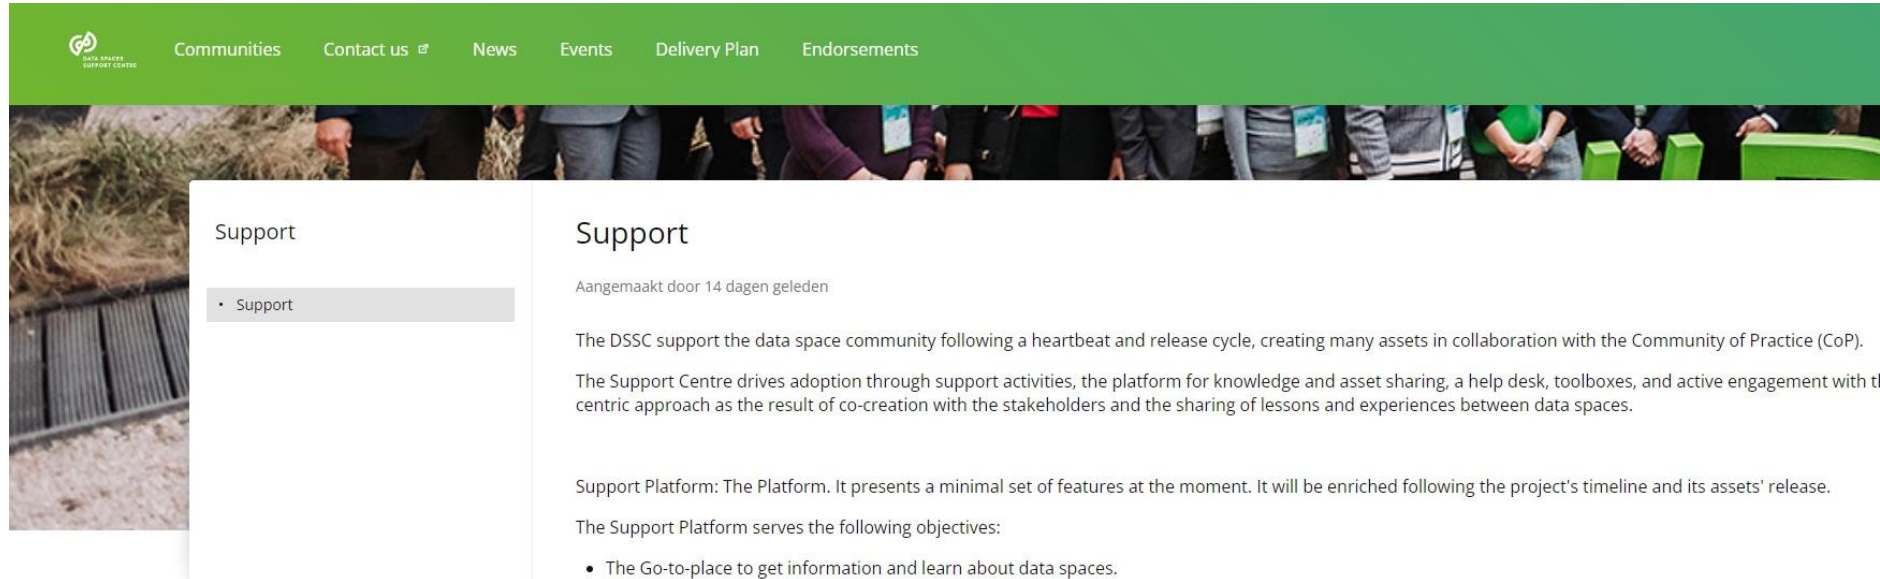 DATA SPACES
SUPPORT CENTRE
Communities
Contact us
News
Events
Delivery Plan
Endorsements
Support
• Support
Support
Aangemaakt door 14 dagen geleden
The DSSC support the data space community following a heartbeat and release cycle, creating many assets in collaboration with the Community of Practice (CoP).
The Support Centre drives adoption through support activities, the platform for knowledge and asset sharing, a help desk, toolboxes, and active engagement with
centric approach as the result of co-creation with the stakeholders and the sharing of lessons and experiences between data spaces.
Support Platform: The Platform. It presents a minimal set of features at the moment. It will be enriched following the project's timeline and its assets' release.
The Support Platform serves the following objectives:
• The Go-to-place to get information and learn about data spaces.